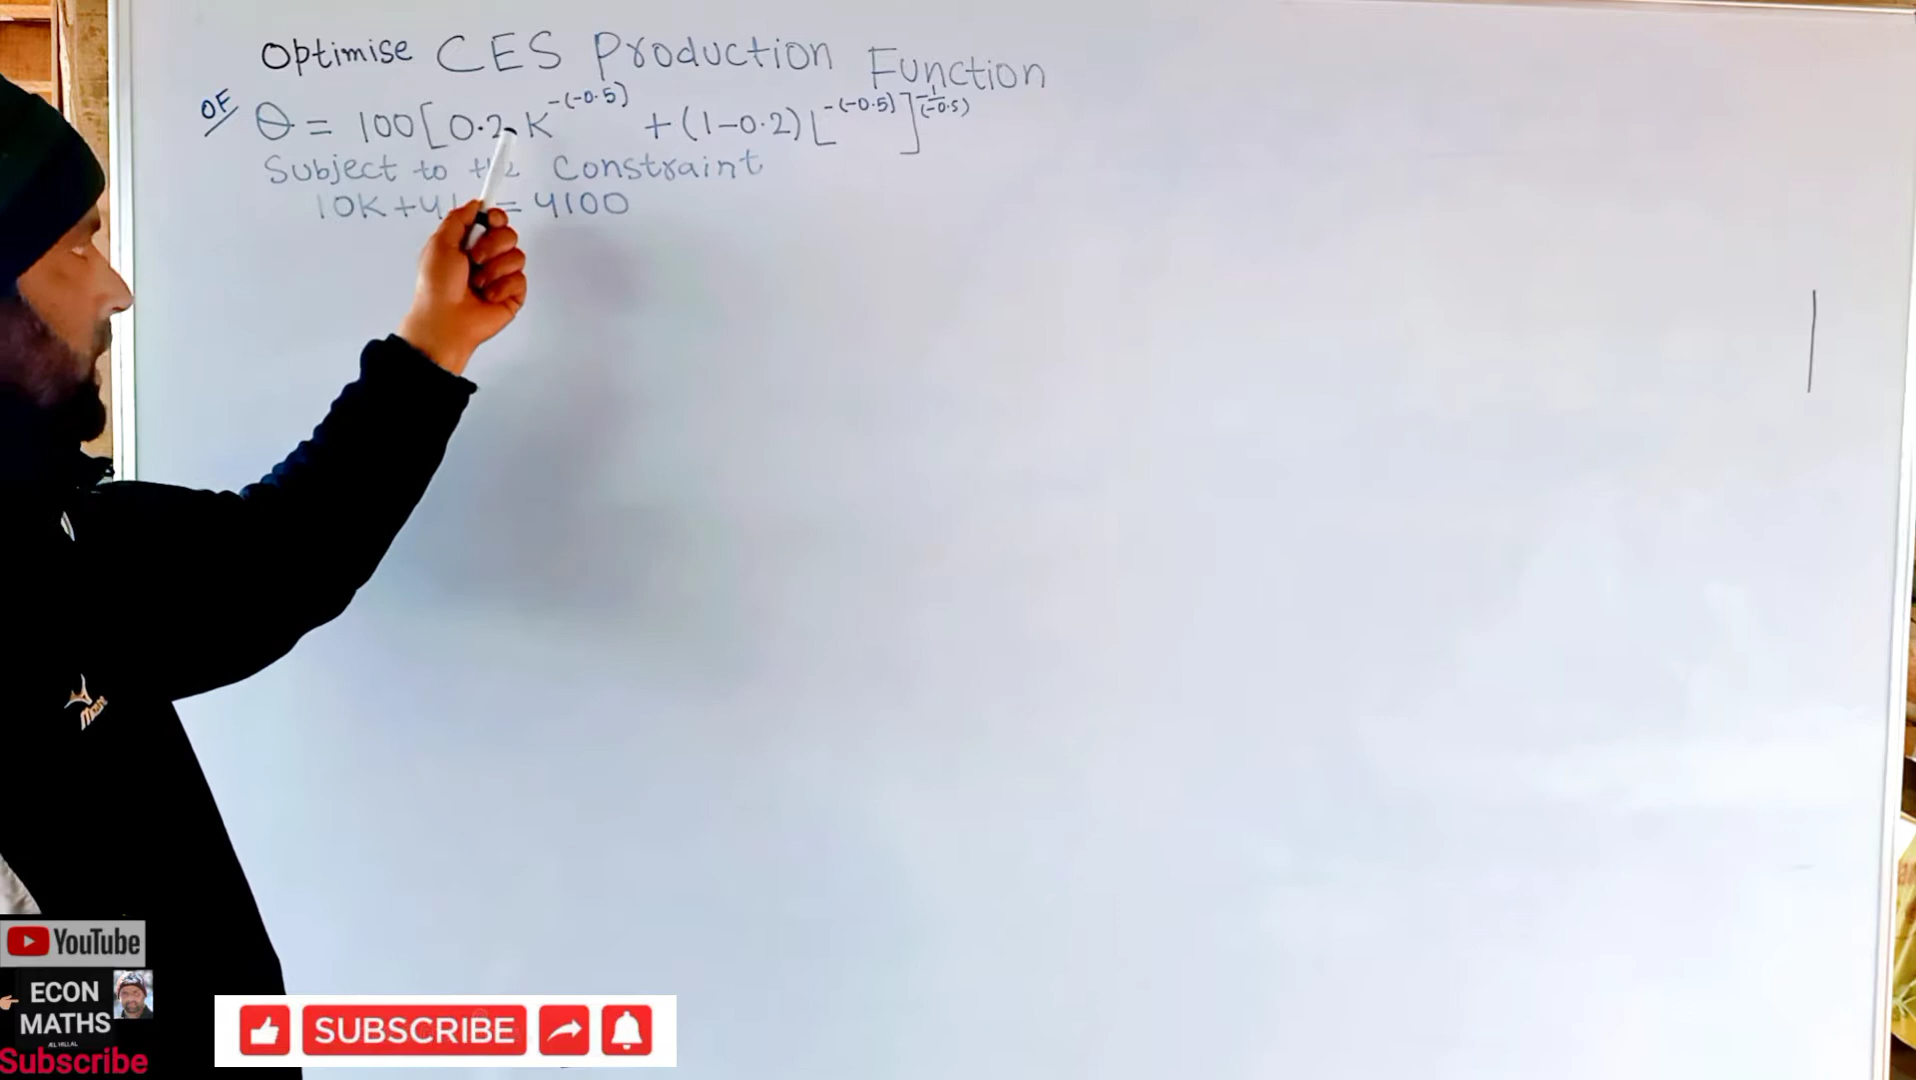 Optimise CES Production Function
OF Q = 100[0.2 K^-(-0.5) + (1-0.2) L^-(-0.5)]^-1/(-0.5)
Subject to the Constraint
10K+4L = 4100
YouTube
ECON
MATHS
Subscribe
SUBSCRIBE